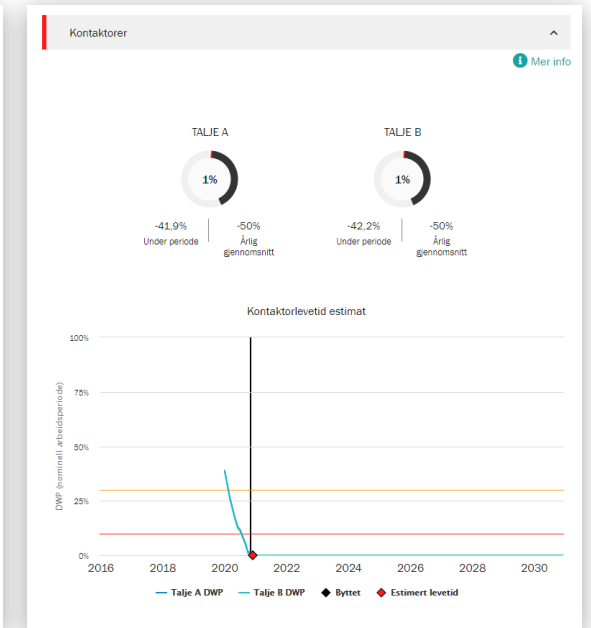 Kontaktorer
Mer info
TALJE A
TALJE B
1%
1%
-41,9%
-50%
-42,2%
-50%
Under periode
Årlig
gjennomsnitt
Under periode
Årlig
gjennomsnitt
Kontaktorlevetid estimat
DWP (nominell arbeidsperiode)
100%
75%
50%
25%
0%
2016 2018 2020 2022 2024 2026 2028 2030
Talje A DWP Talje B DWP Byttet Estimert levetid